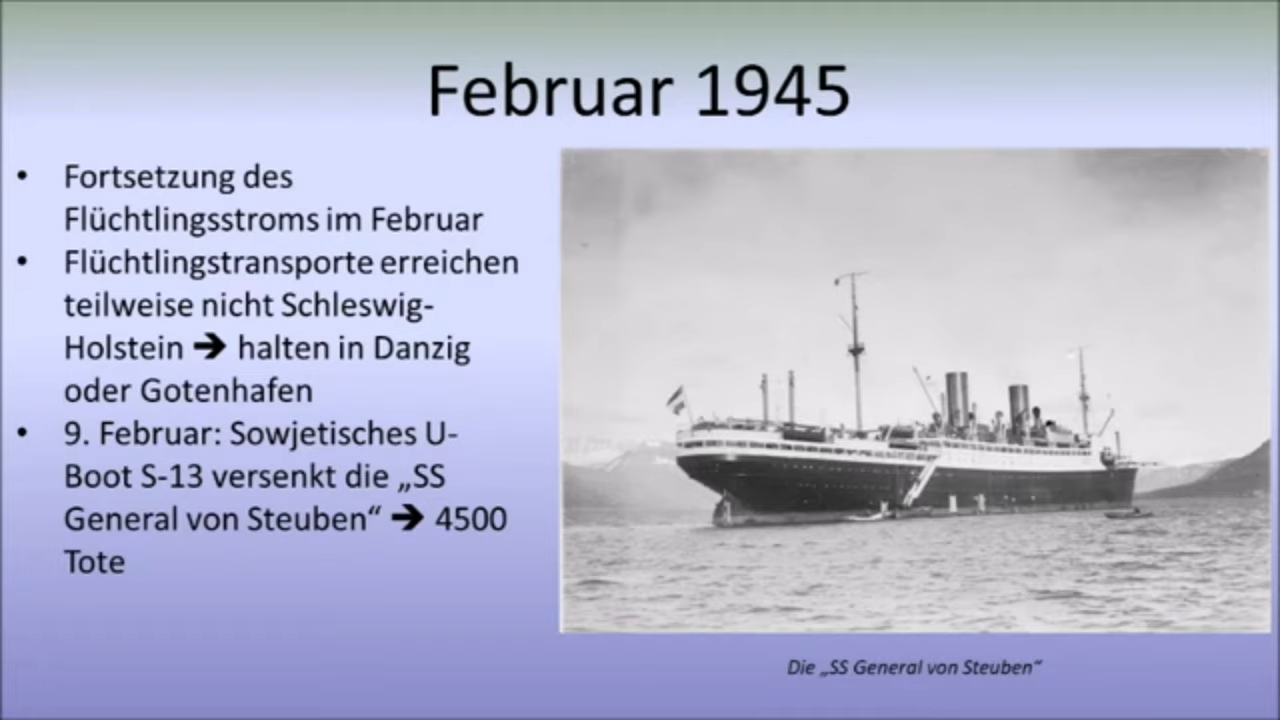 Februar 1945
• Fortsetzung des
Flüchtlingsstroms im Februar
• Flüchtlingstransporte erreichen
teilweise nicht Schleswig-
Holstein ➔ halten in Danzig
oder Gotenhafen
• 9. Februar: Sowjetisches U-
Boot S-13 versenkt die „SS
General von Steuben“ ➔ 4500
Tote
Die „SS General von Steuben“